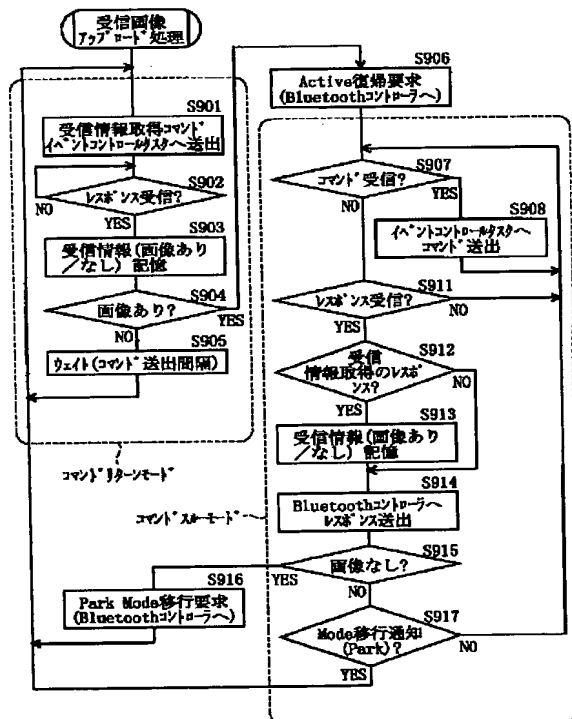 受信画像
アップロード処理
S901
受信情報取得コマンド
イベントコントロールタスクへ送出
S902
レスポンス受信?
NO
YES
S903
受信情報(画像あり
/なし)記憶
S904
画像あり?
YES
NO
S905
ウェイト(コマンド送出間隔)
コマンドリターンモード
S906
Active復帰要求
(Bluetoothコントローラへ)
S907
コマンド受信?
YES
NO
S908
イベントコントロールタスクへ
コマンド送出
S911
レスポンス受信?
NO
YES
S912
受信
情報取得のレスポ
ンス?
NO
YES
S913
受信情報(画像あり
/なし)記憶
S914
Bluetoothコントローラへ
レスポンス送出
コマンドスルーモード
S915
画像なし?
YES
NO
S916
Park Mode移行要求
(Bluetoothコントローラへ)
S917
Mode移行通知
(Park)?
NO
YES